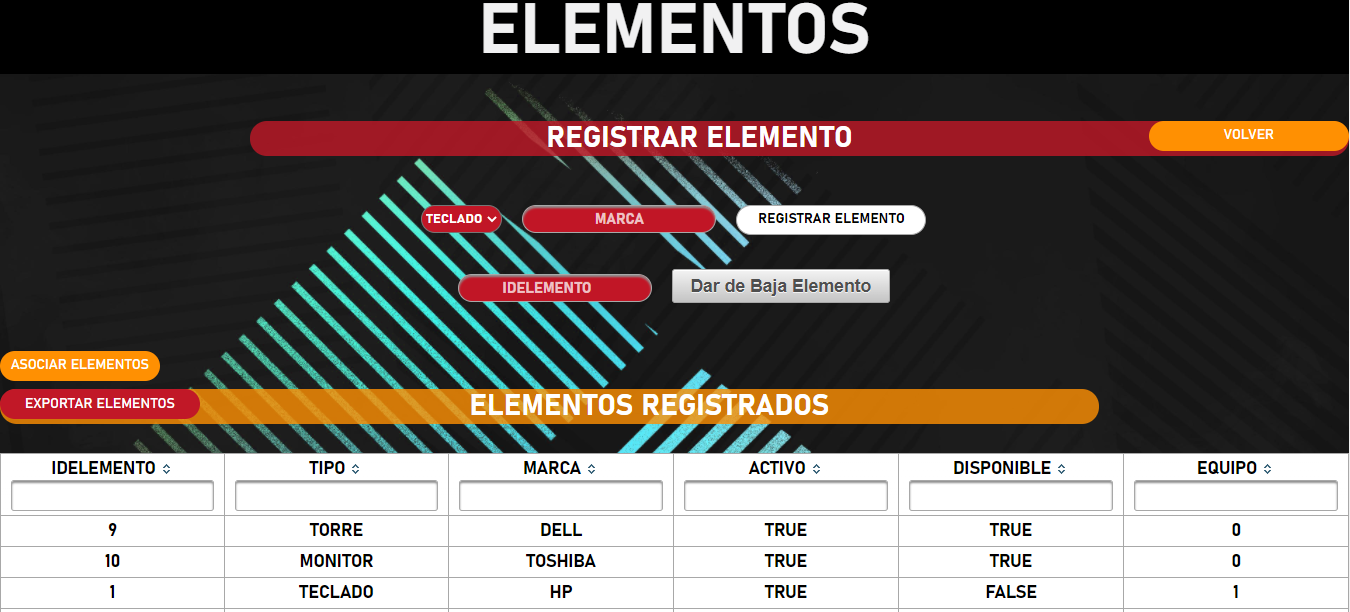 ELEMENTOS
REGISTRAR ELEMENTO
VOLVER
TECLADO MARCA REGISTRAR ELEMENTO
IDELEMENTO Dar de Baja Elemento
ASOCIAR ELEMENTOS
EXPORTAR ELEMENTOS
ELEMENTOS REGISTRADOS
IDELEMENTO TIPO MARCA ACTIVO DISPONIBLE EQUIPO
9 TORRE DELL TRUE TRUE 0
10 MONITOR TOSHIBA TRUE TRUE 0
1 TECLADO HP TRUE FALSE 1